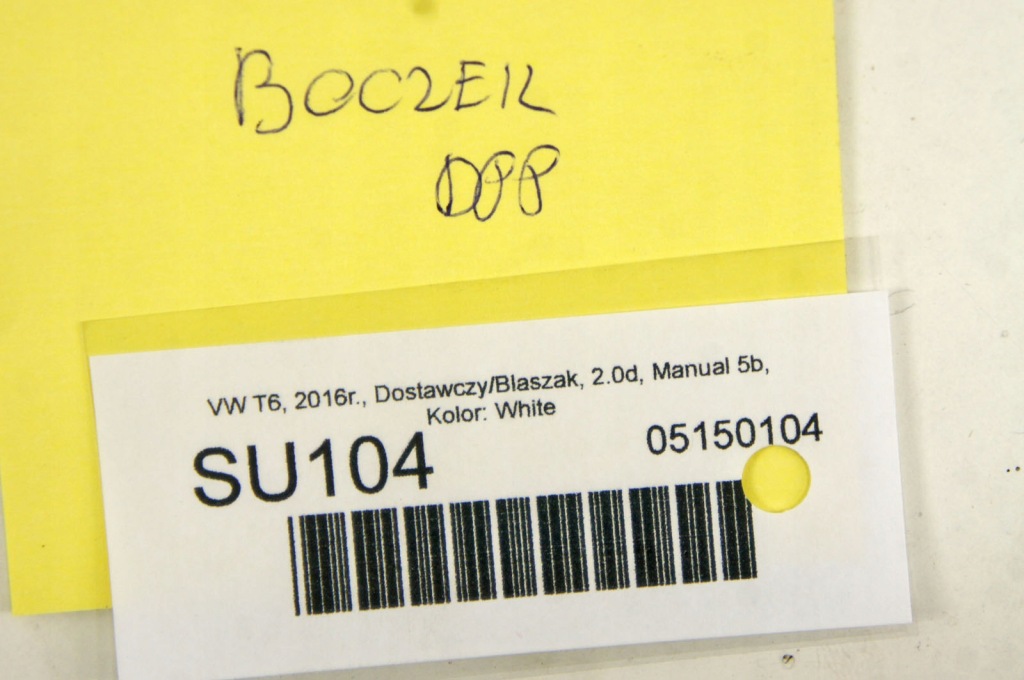 BOCZEK
DPP
VW T6, 2016r., Dostawczy/Blaszak, 2.0d, Manual 5b,
Kolor: White
SU104
05150104